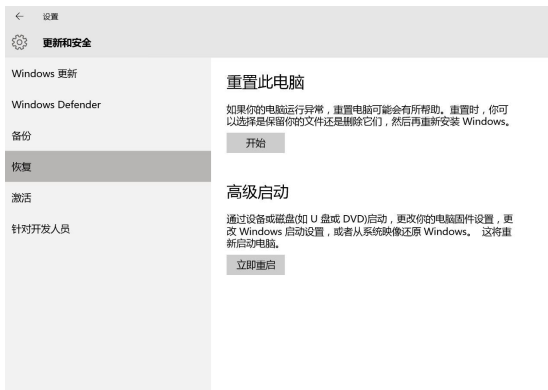 ← 设置
更新和安全
Windows 更新
Windows Defender
备份
恢复
激活
针对开发人员
重置此电脑
如果你的电脑运行异常，重置电脑可能会有所帮助。重置时，你可
以选择是保留你的文件还是删除它们，然后再重新安装 Windows。
开始
高级启动
通过设备或磁盘(如 U 盘或 DVD)启动，更改你的电脑固件设置，更
改 Windows 启动设置，或者从系统映像还原 Windows。 这将重
新启动电脑。
立即重启